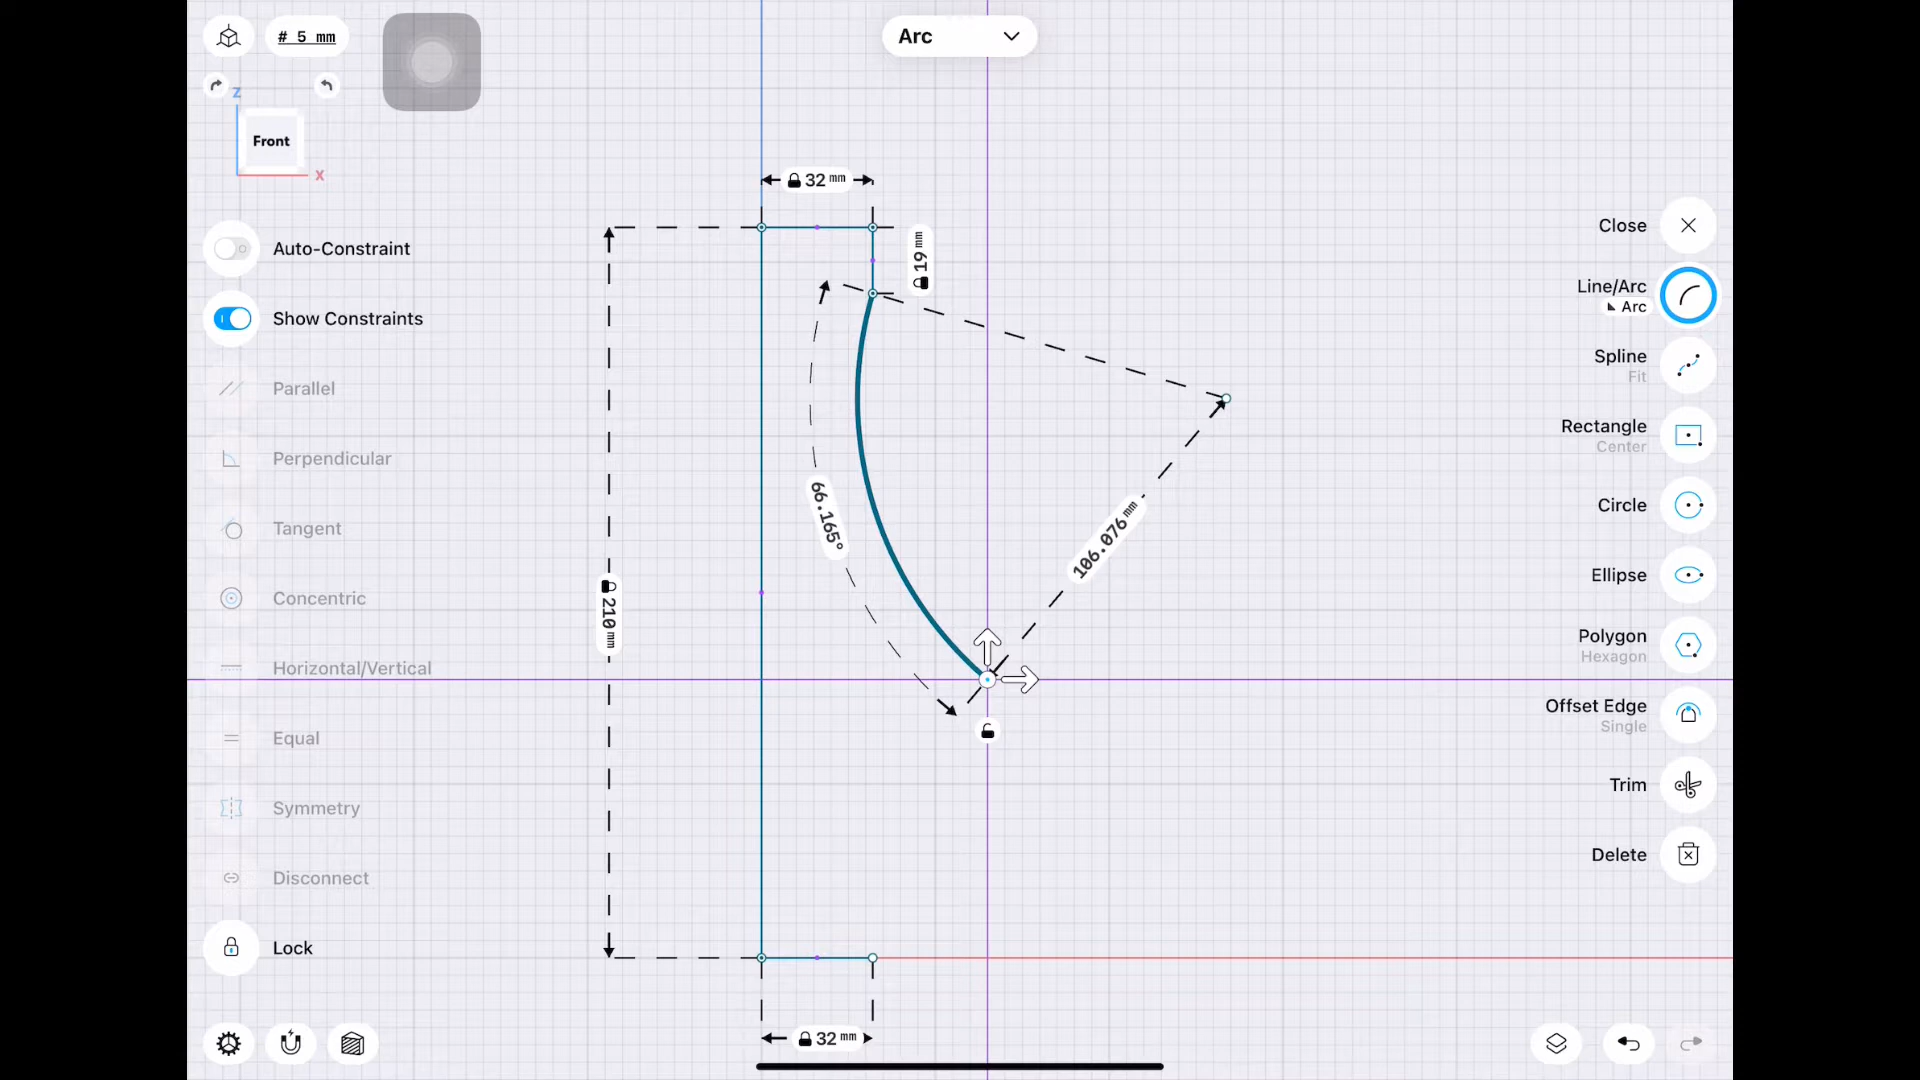 # 5 mm
Arc
Z
Front
X
32 mm
19 mm
Auto-Constraint
Show Constraints
Parallel
Perpendicular
Tangent
Concentric
Horizontal/Vertical
Equal
Symmetry
Disconnect
Lock
66.165°
106.076 mm
210 mm
32 mm
Close
Line/Arc
Arc
Spline
Fit
Rectangle
Center
Circle
Ellipse
Polygon
Hexagon
Offset Edge
Single
Trim
Delete